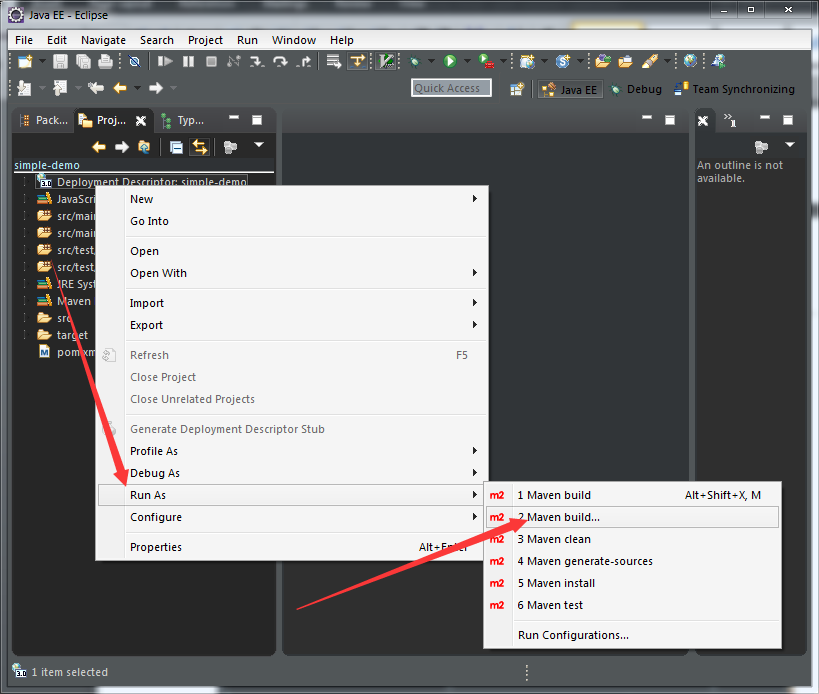 Java EE - Eclipse
File Edit Navigate Search Project Run Window Help
Quick Access
Java EE Debug Team Synchronizing
Pack... Proj... Typ...
simple-demo
Deployment Descriptor: simple-demo
JavaScri
src/mai
src/mai
src/test
src/test
JRE Syst
Maven
src
target
pom.xm
An outline is not
available.
New
Go Into
Open
Open With
Import
Export
Refresh F5
Close Project
Close Unrelated Projects
Generate Deployment Descriptor Stub
Profile As
Debug As
Run As
Configure
Properties Alt+Enter
m2 1 Maven build Alt+Shift+X, M
m2 2 Maven build...
m2 3 Maven clean
m2 4 Maven generate-sources
m2 5 Maven install
m2 6 Maven test
Run Configurations...
1 item selected